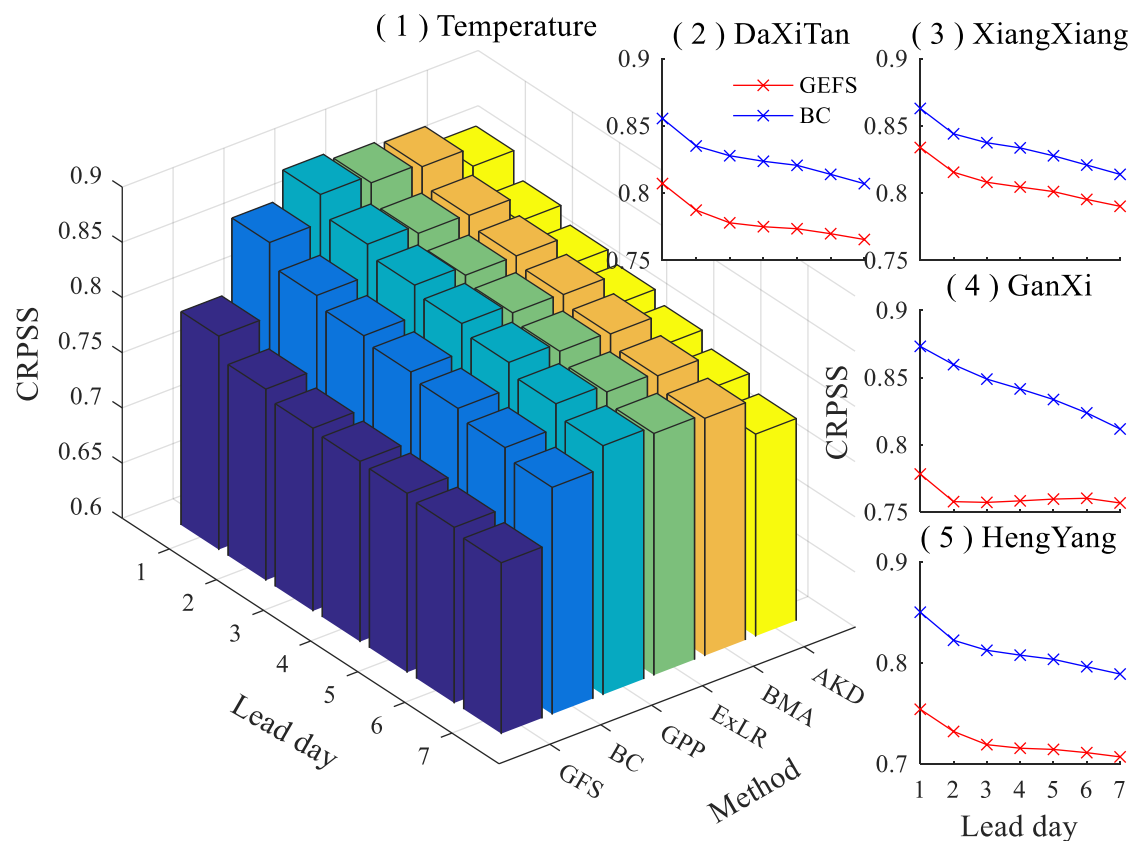 ( 1 ) Temperature
0.9
0.85
0.8
0.75
0.7
0.65
0.6
CRPSS
1
2
3
4
5
6
7
Lead day
GFS
BC
GPP
ExLR
BMA
AKD
Method
( 2 ) DaXiTan
0.9
0.85
0.8
0.75
GEFS
BC
( 3 ) XiangXiang
0.9
0.85
0.8
0.75
( 4 ) GanXi
0.9
0.85
0.8
0.75
CRPSS
( 5 ) HengYang
0.9
0.8
0.7
1 2 3 4 5 6 7
Lead day